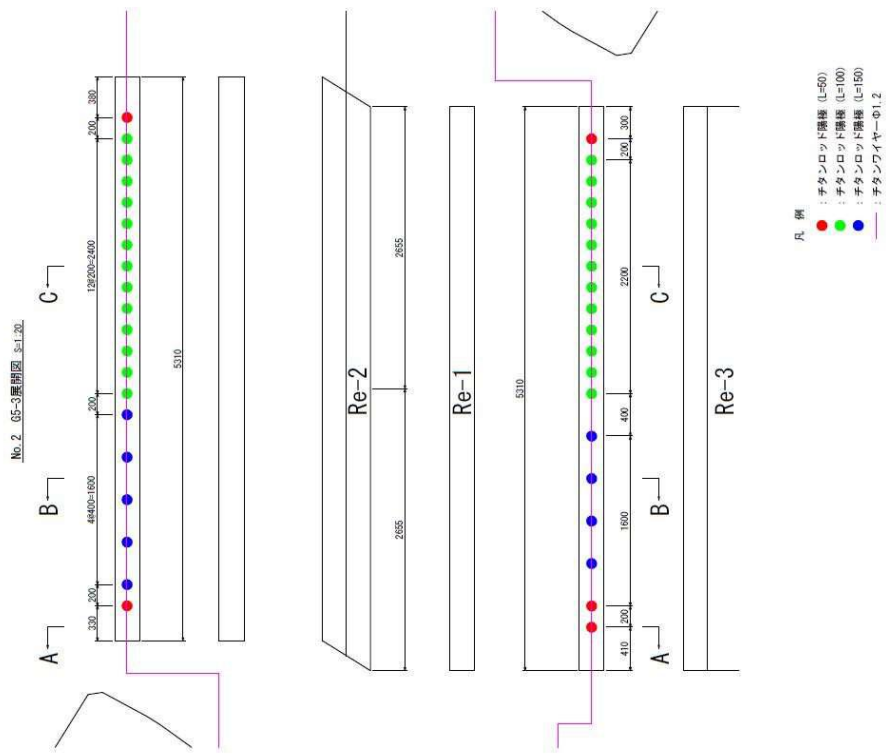 No.2 G5-3展開図 S=1:20
380
200
12@200=2400
200
4@400=1600
200
330
5310
C
B
A
Re-2
2655
2655
Re-1
5310
300
200
2200
400
1600
200
410
C
B
A
Re-3
凡 例
：チタンロッド陽極 (L=50)
：チタンロッド陽極 (L=100)
：チタンロッド陽極 (L=150)
：チタンワイヤーΦ1.2